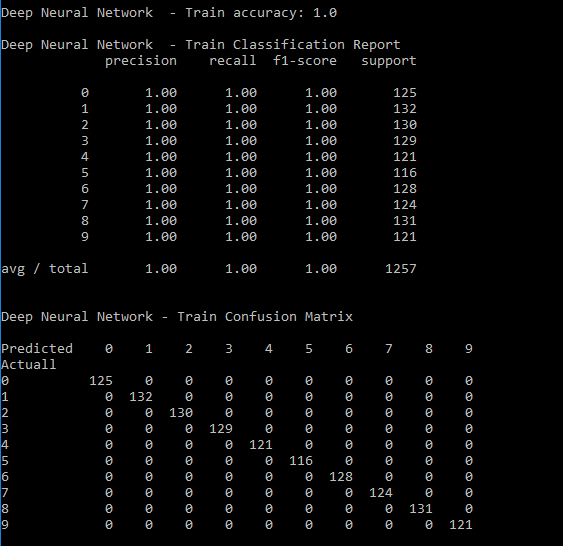 Deep Neural Network  - Train accuracy: 1.0
Deep Neural Network  - Train Classification Report
             precision    recall  f1-score   support
          0       1.00      1.00      1.00       125
          1       1.00      1.00      1.00       132
          2       1.00      1.00      1.00       130
          3       1.00      1.00      1.00       129
          4       1.00      1.00      1.00       121
          5       1.00      1.00      1.00       116
          6       1.00      1.00      1.00       128
          7       1.00      1.00      1.00       124
          8       1.00      1.00      1.00       131
          9       1.00      1.00      1.00       121
avg / total       1.00      1.00      1.00      1257
Deep Neural Network - Train Confusion Matrix
Predicted    0    1    2    3    4    5    6    7    8    9
Actuall
0          125    0    0    0    0    0    0    0    0    0
1            0  132    0    0    0    0    0    0    0    0
2            0    0  130    0    0    0    0    0    0    0
3            0    0    0  129    0    0    0    0    0    0
4            0    0    0    0  121    0    0    0    0    0
5            0    0    0    0    0  116    0    0    0    0
6            0    0    0    0    0    0  128    0    0    0
7            0    0    0    0    0    0    0  124    0    0
8            0    0    0    0    0    0    0    0  131    0
9            0    0    0    0    0    0    0    0    0  121